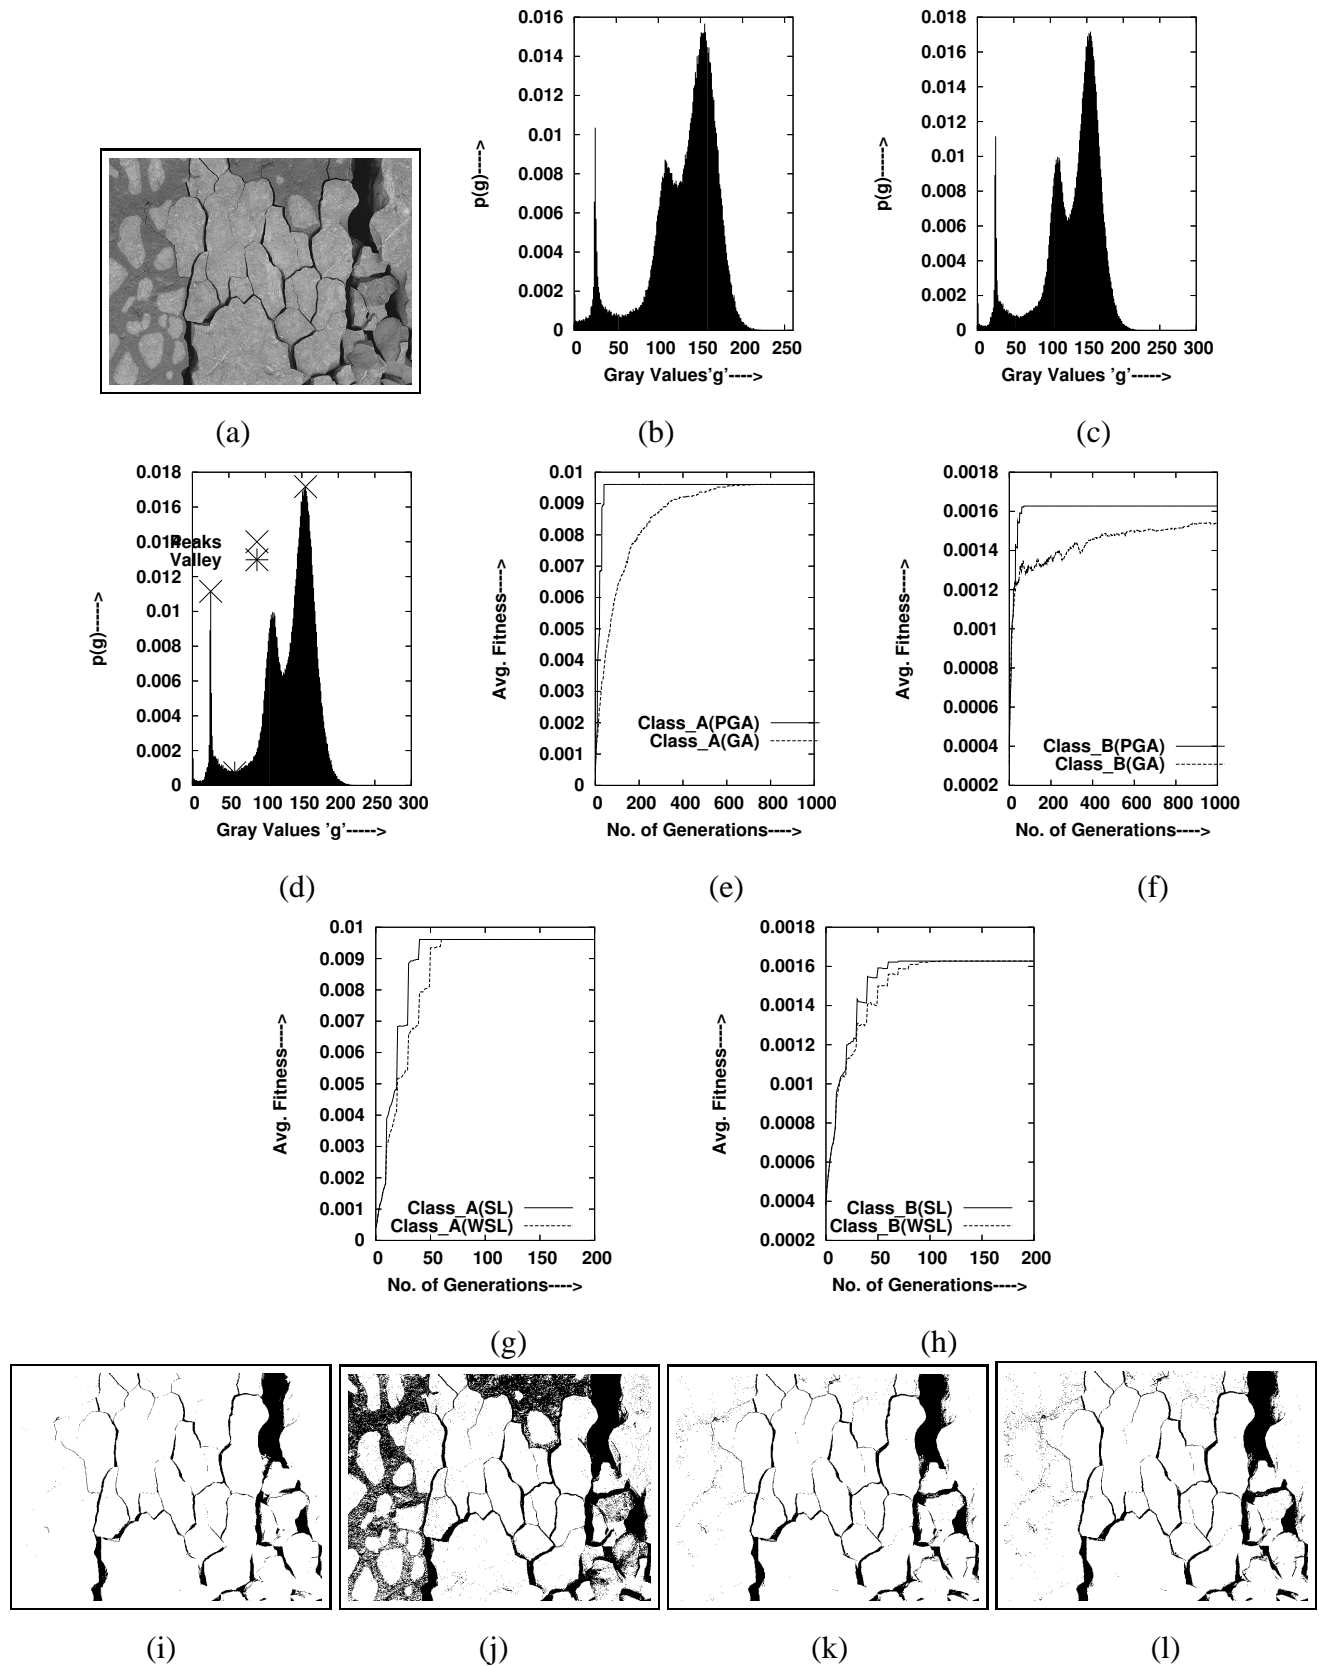 0.016
0.014
0.012
0.01
0.008
0.006
0.004
0.002
0
p(g)---->
0 50 100 150 200 250
Gray Values'g'---->
0.018
0.016
0.014
0.012
0.01
0.008
0.006
0.004
0.002
0
p(g)----->
0 50 100 150 200 250 300
Gray Values 'g'----->
(a)
(b)
(c)
0.018
0.016
0.014
0.012
0.01
0.008
0.006
0.004
0.002
0
p(g)----->
Peaks
Valley
0 50 100 150 200 250 300
Gray Values 'g'----->
0.01
0.009
0.008
0.007
0.006
0.005
0.004
0.003
0.002
0.001
0
Avg. Fitness---->
Class_A(PGA)
Class_A(GA)
0 200 400 600 800 1000
No. of Generations---->
0.0018
0.0016
0.0014
0.0012
0.001
0.0008
0.0006
0.0004
0.0002
Avg. Fitness---->
Class_B(PGA)
Class_B(GA)
0 200 400 600 800 1000
No. of Generations---->
(d)
(e)
(f)
0.01
0.009
0.008
0.007
0.006
0.005
0.004
0.003
0.002
0.001
0
Avg. Fitness---->
Class_A(SL)
Class_A(WSL)
0 50 100 150 200
No. of Generations---->
0.0018
0.0016
0.0014
0.0012
0.001
0.0008
0.0006
0.0004
0.0002
Avg. Fitness---->
Class_B(SL)
Class_B(WSL)
0 50 100 150 200
No. of Generations---->
(g)
(h)
(i)
(j)
(k)
(l)